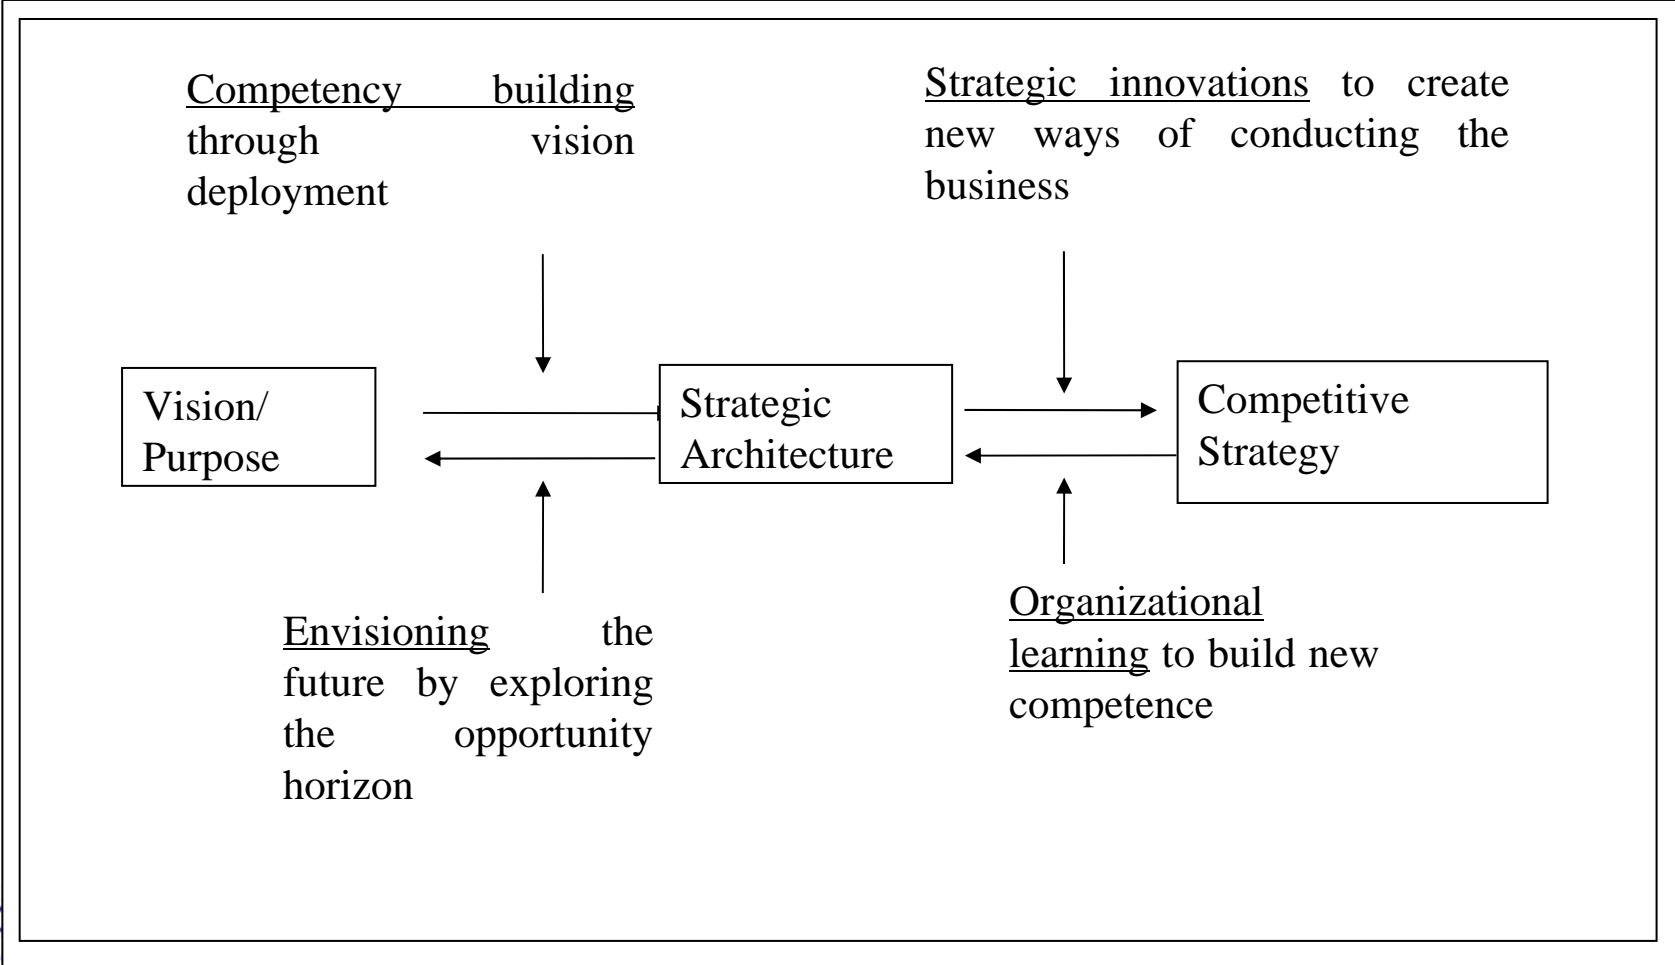 Competency building
through vision
deployment
Strategic innovations to create
new ways of conducting the
business
Vision/
Purpose
Strategic
Architecture
Competitive
Strategy
Envisioning the
future by exploring
the opportunity
horizon
Organizational
learning to build new
competence